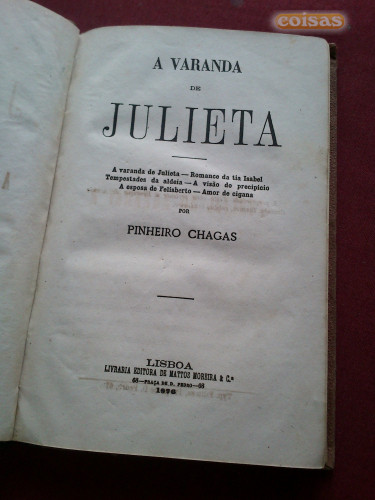 coisas
A VARANDA
DE
JULIETA
A varanda de Julieta — Romance da tia Isabel
Tempestades da aldeia — A visão do precipicio
A esposa de Felisberto — Amor de cigana
POR
PINHEIRO CHAGAS
LISBOA
LIVRARIA EDITORA DE MATTOS MOREIRA & C.ª
68 — PRAÇA DE D. PEDRO — 68
1876